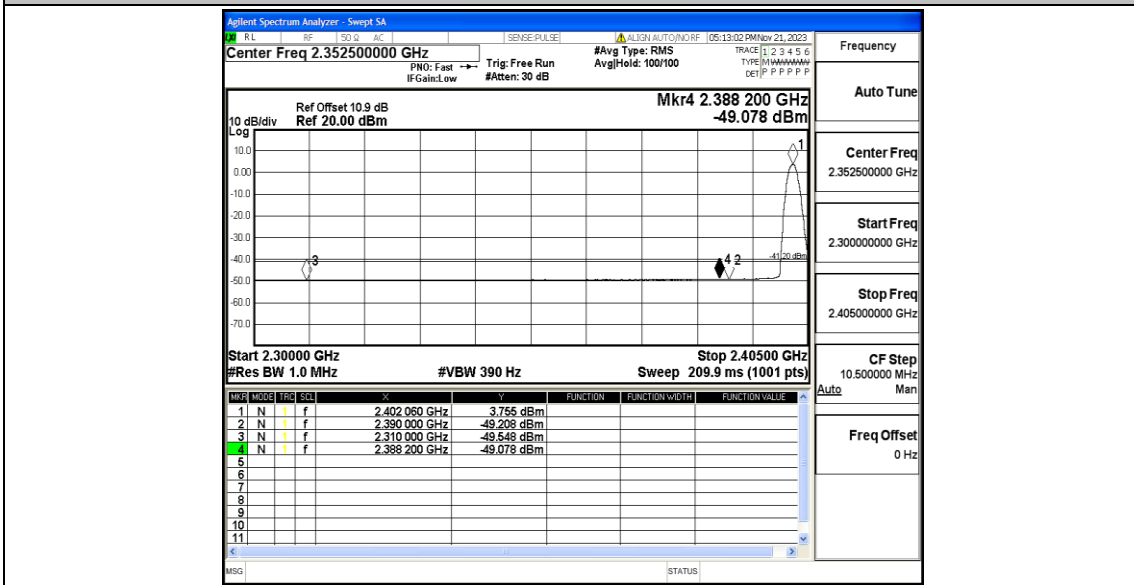 Agilent Spectrum Analyzer - Swept SA
RL RF 50 Ω AC SENSE:PULSE ALIGN AUTO/NO RF 05:13:02 PM Nov 21, 2023
Center Freq 2.352500000 GHz
PNO: Fast
IFGain:Low
Trig: Free Run
#Atten: 30 dB
#Avg Type: RMS
Avg|Hold: 100/100
TRACE 1 2 3 4 5 6
TYPE M
DET P P P P P P
Ref Offset 10.9 dB
10 dB/div Ref 20.00 dBm
Log
Mkr4 2.388 200 GHz
-49.078 dBm
10.0
0.00
-10.0
-20.0
-30.0
-40.0
-50.0
-60.0
-70.0
1
3
4 2
-41.20 dBm
Start 2.30000 GHz Stop 2.40500 GHz
#Res BW 1.0 MHz #VBW 390 Hz Sweep 209.9 ms (1001 pts)
MKR MODE TRC SCL X Y FUNCTION FUNCTION WIDTH FUNCTION VALUE
1 N 1 f 2.402 060 GHz 3.755 dBm
2 N 1 f 2.390 000 GHz -49.208 dBm
3 N 1 f 2.310 000 GHz -49.548 dBm
4 N 1 f 2.388 200 GHz -49.078 dBm
5
6
7
8
9
10
11
MSG STATUS
Frequency
Auto Tune
Center Freq
2.352500000 GHz
Start Freq
2.300000000 GHz
Stop Freq
2.405000000 GHz
CF Step
10.500000 MHz
Auto Man
Freq Offset
0 Hz